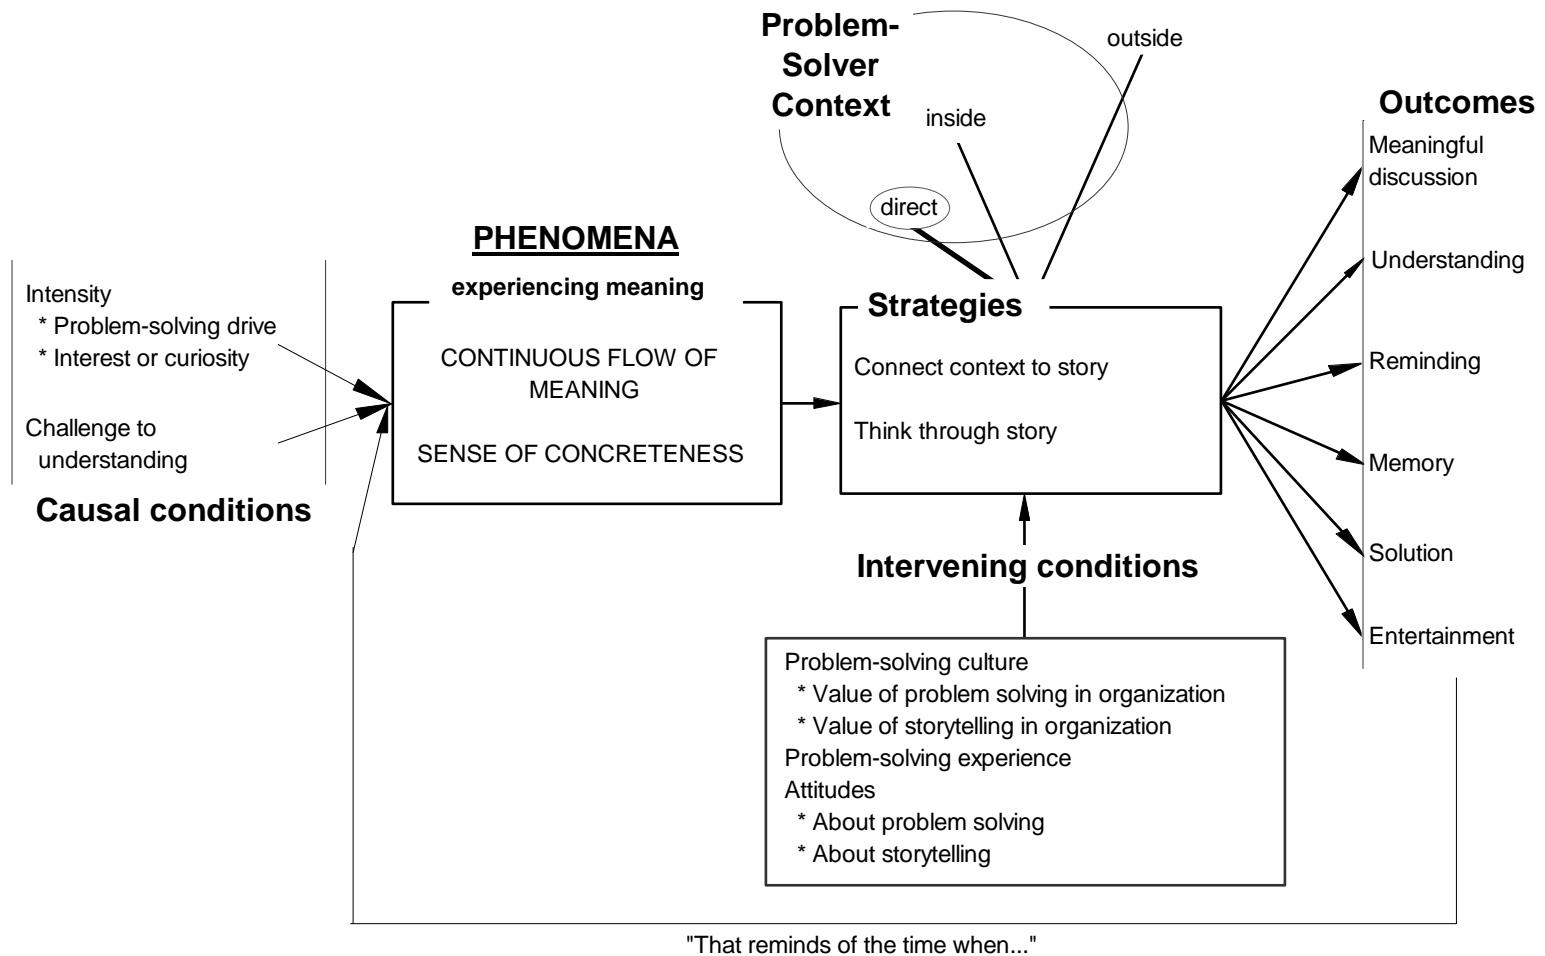 Problem-
Solver
Context
outside
inside
direct
Outcomes
Meaningful
discussion
Understanding
Reminding
Memory
Solution
Entertainment
PHENOMENA
experiencing meaning
CONTINUOUS FLOW OF
MEANING
SENSE OF CONCRETENESS
Intensity
* Problem-solving drive
* Interest or curiosity
Challenge to
understanding
Causal conditions
Strategies
Connect context to story
Think through story
Intervening conditions
Problem-solving culture
* Value of problem solving in organization
* Value of storytelling in organization
Problem-solving experience
Attitudes
* About problem solving
* About storytelling
"That reminds of the time when..."